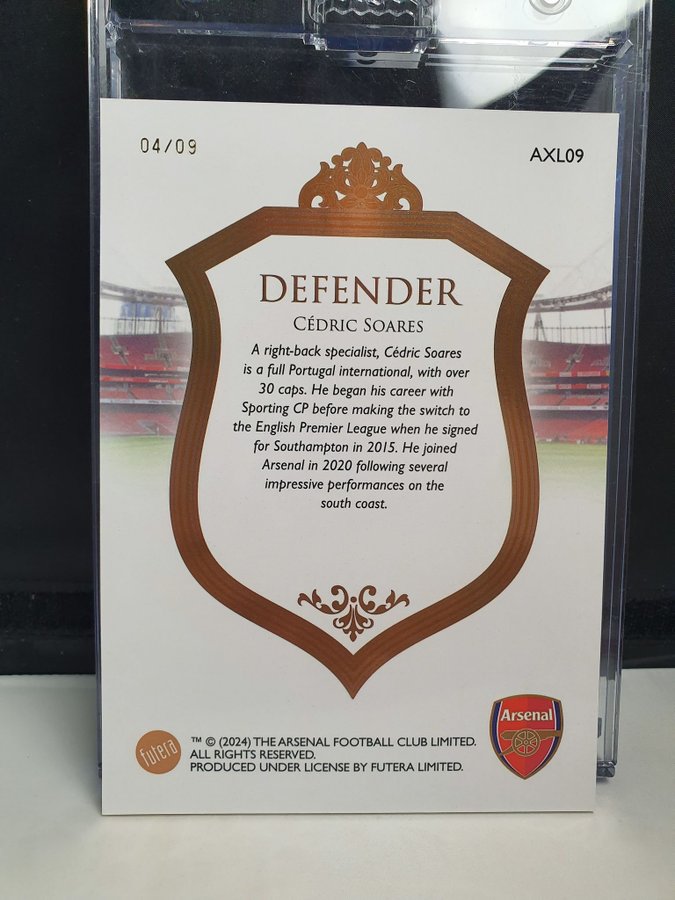 04/09
AXL09
DEFENDER
CÉDRIC SOARES
A right-back specialist, Cédric Soares
is a full Portugal international, with over
30 caps. He began his career with
Sporting CP before making the switch to
the English Premier League when he signed
for Southampton in 2015. He joined
Arsenal in 2020 following several
impressive performances on the
south coast.
Arsenal
futera
™ © (2024) THE ARSENAL FOOTBALL CLUB LIMITED.
ALL RIGHTS RESERVED.
PRODUCED UNDER LICENSE BY FUTERA LIMITED.